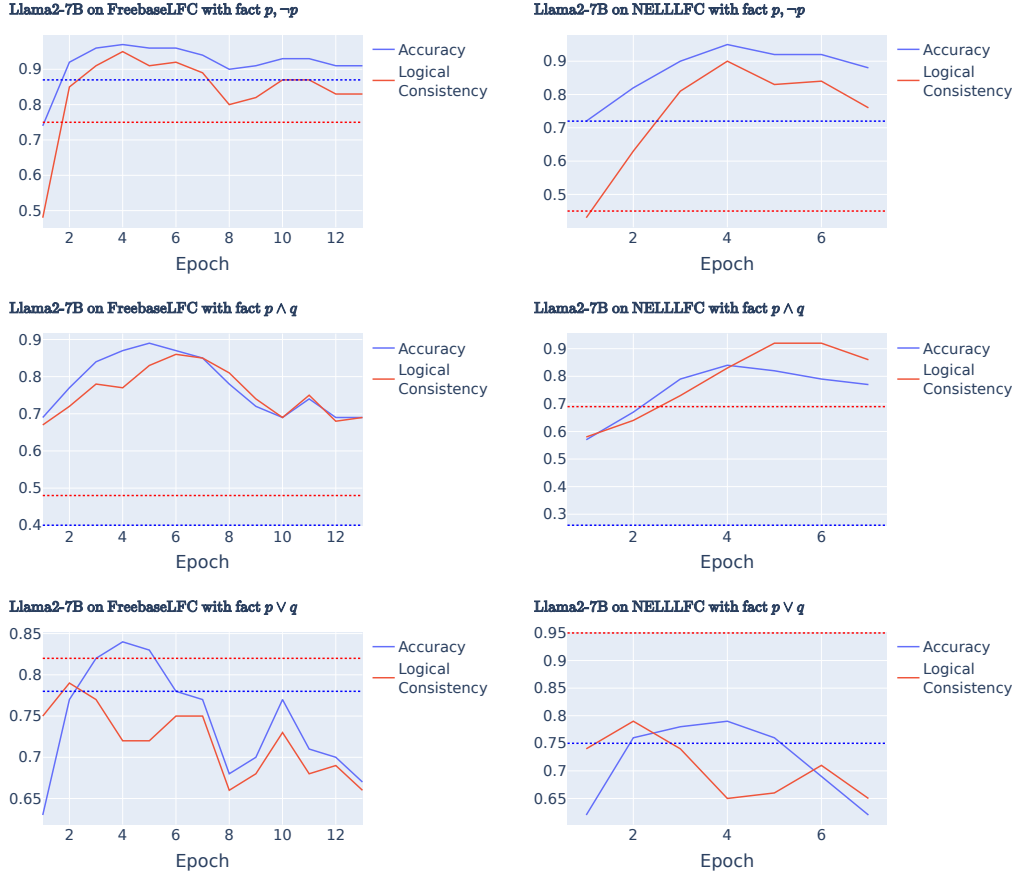 Llama2-7B on FreebaseLFC with fact p, ¬p
0.9
0.8
0.7
0.6
0.5
2 4 6 8 10 12
Epoch
Accuracy
Logical
Consistency
Llama2-7B on NELLLFC with fact p, ¬p
0.9
0.8
0.7
0.6
0.5
2 4 6
Epoch
Accuracy
Logical
Consistency
Llama2-7B on FreebaseLFC with fact p ∧ q
0.9
0.8
0.7
0.6
0.5
0.4
2 4 6 8 10 12
Epoch
Accuracy
Logical
Consistency
Llama2-7B on NELLLFC with fact p ∧ q
0.9
0.8
0.7
0.6
0.5
0.4
0.3
2 4 6
Epoch
Accuracy
Logical
Consistency
Llama2-7B on FreebaseLFC with fact p ∨ q
0.85
0.8
0.75
0.7
0.65
2 4 6 8 10 12
Epoch
Accuracy
Logical
Consistency
Llama2-7B on NELLLFC with fact p ∨ q
0.95
0.9
0.85
0.8
0.75
0.7
0.65
2 4 6
Epoch
Accuracy
Logical
Consistency